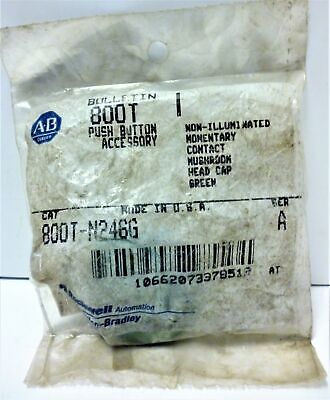 BULLETIN
800T
PUSH BUTTON
ACCESSORY
NON-ILLUMINATED
MOMENTARY
CONTACT
MUSHROOM
HEAD CAP
GREEN
AB
CAT
MADE IN U.S.A.
SER
800T-N246G
A
AT
Rockwell Automation
Allen-Bradley